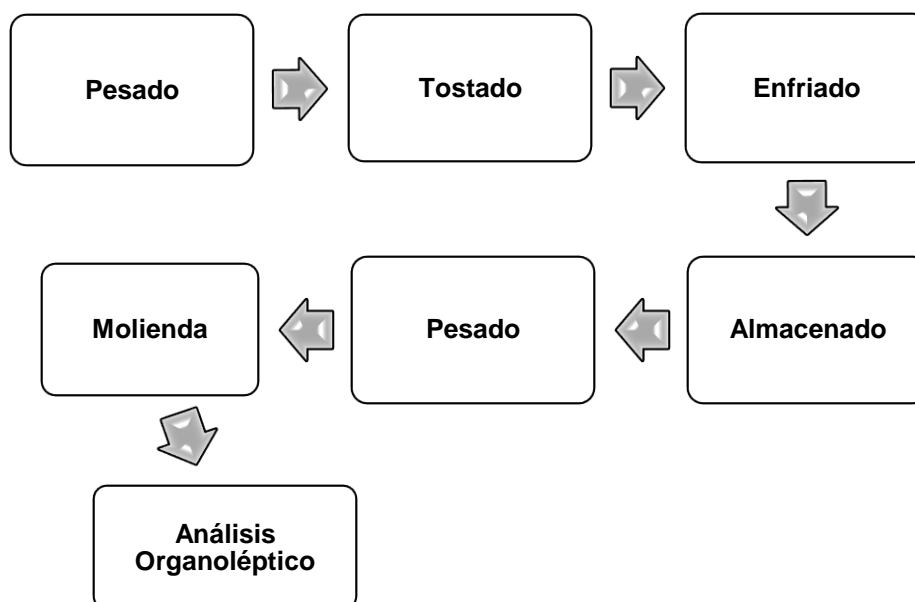 Pesado
Tostado
Enfriado
Almacenado
Pesado
Molienda
Análisis
Organoléptico